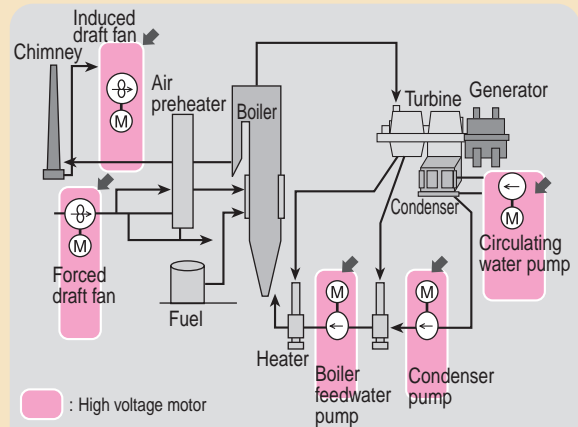 Induced
draft fan
Chimney
M
Air
preheater
Boiler
Turbine
Generator
Condenser
M
Circulating
water pump
M
Forced
draft fan
Fuel
M
M
Heater
Boiler
feedwater
pump
Condenser
pump
: High voltage motor